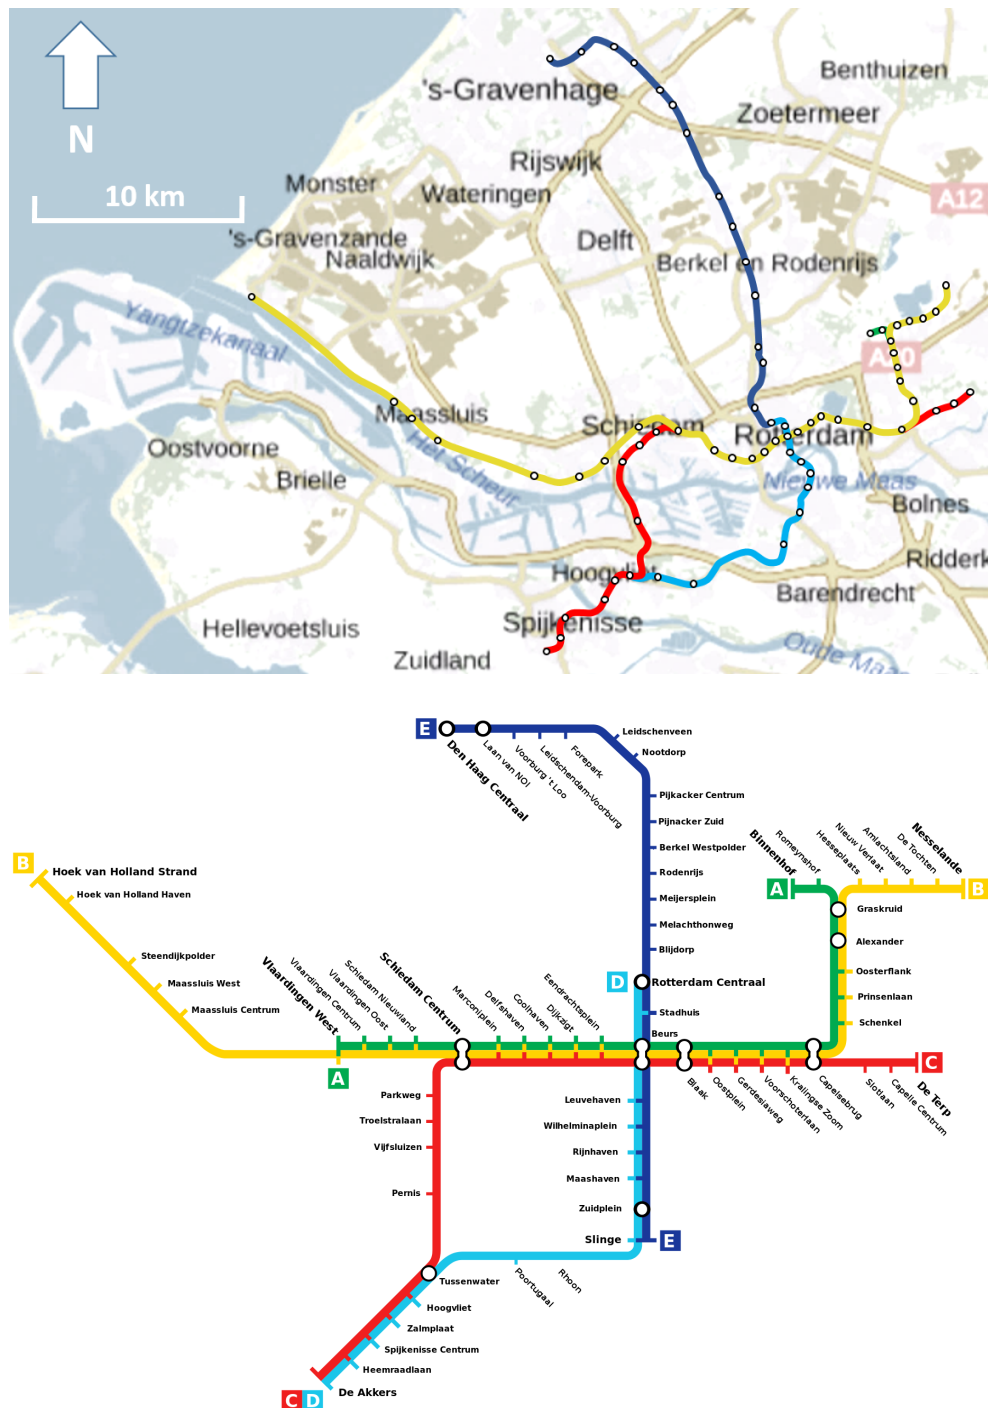 N
10 km
's-Gravenhage
Benthuizen
Zoetermeer
Rijswijk
Monster
Wateringen
A12
's-Gravenzande
Naaldwijk
Delft
Berkel en Rodenrijs
Yangtzekanaal
Maassluis
Schiedam
Rotterdam
Oostvoorne
Brielle
Het Scheur
Nieuwe Maas
Bolnes
Hoogvliet
Ridderk
Barendrecht
Spijkenisse
Hellevoetsluis
Zuidland
Oude Maas
E
Den Haag Centraal
Laan van NOI
Voorburg 't Loo
Leidschendam-Voorburg
Forepark
Leidschenveen
Nootdorp
Pijkacker Centrum
Pijnacker Zuid
Berkel Westpolder
Rodenrijs
Meijersplein
Melachthonweg
Blijdorp
D
Rotterdam Centraal
Stadhuis
Beurs
B
Hoek van Holland Strand
Hoek van Holland Haven
Steendijkpolder
Maassluis West
Maassluis Centrum
Vlaardingen West
Vlaardingen Centrum
Vlaardingen Oost
Schiedam Nieuwland
Schiedam Centrum
Marconiplein
Delfshaven
Coolhaven
Dijkzigt
Eendrachtsplein
A
Binnenhof
Romeynshof
Hesseplaats
Nieuw Verlaat
Amlachtsland
De Tochten
Nesselande
A
B
Graskruid
Alexander
Oosterflank
Prinsenlaan
Schenkel
C
De Terp
Blaak
Oostplein
Gerdesiaweg
Voorschoterlaan
Kralingse Zoom
Capelsebrug
Slotlaan
Capelle Centrum
Parkweg
Troelstralaan
Vijfsluizen
Pernis
Leuvehaven
Wilhelminaplein
Rijnhaven
Maashaven
Zuidplein
Slinge
E
Tussenwater
Poortugaal
Rhoon
Hoogvliet
Zalmplaat
Spijkenisse Centrum
Heemraadlaan
De Akkers
C D